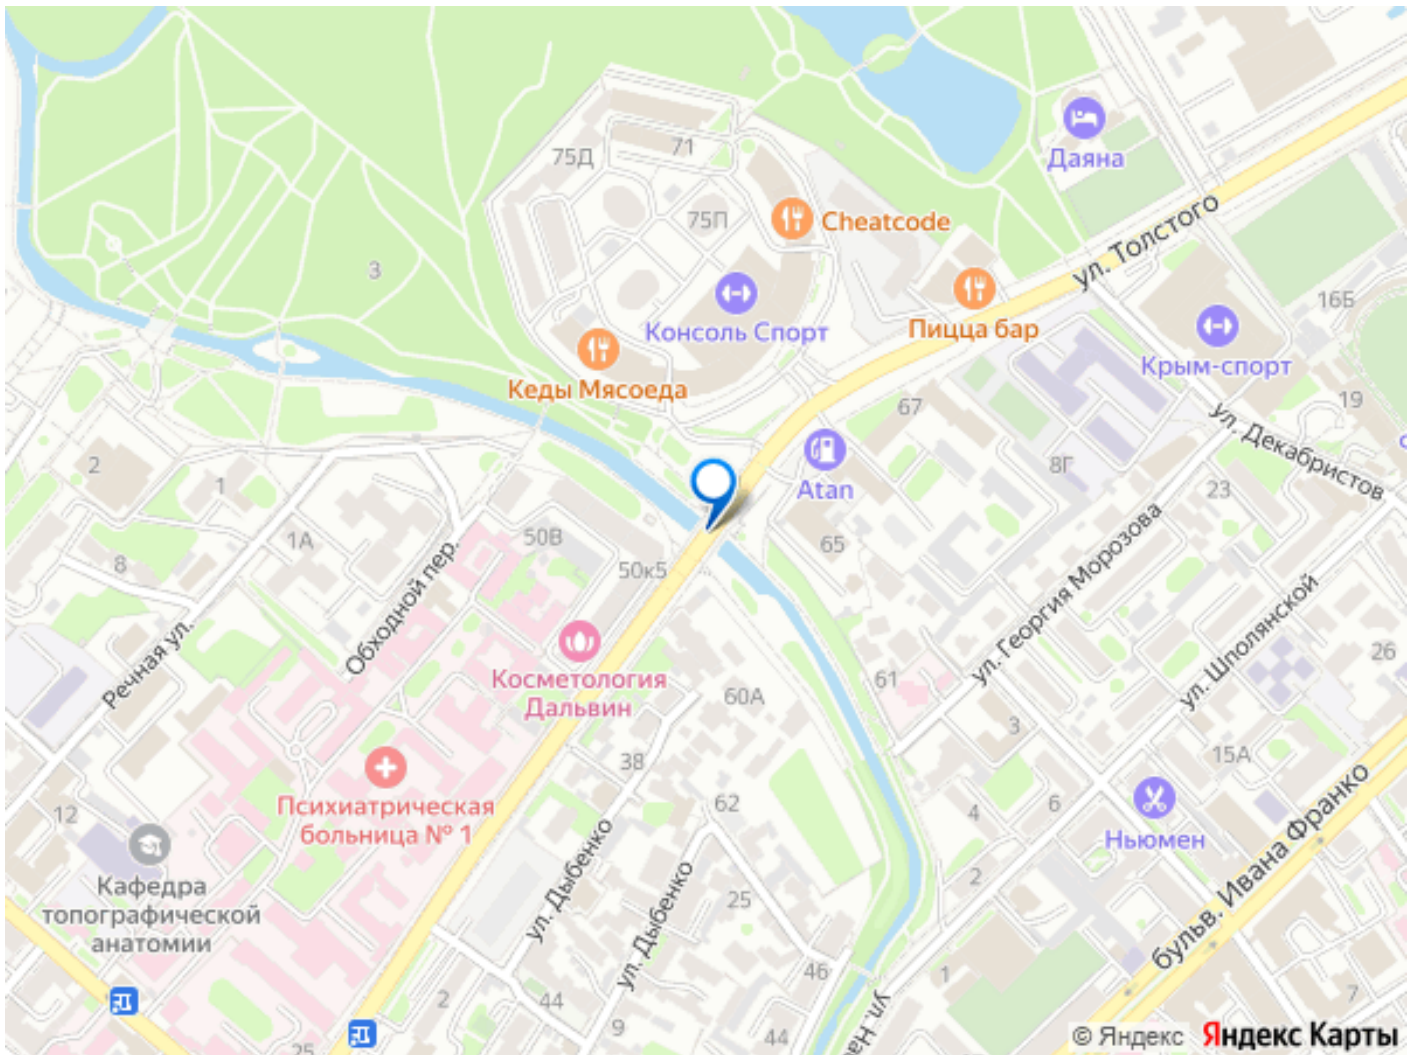 Даяна
75Д
71
75П
Cheatcode
ул. Толстого
3
Консоль Спорт
Пицца бар
16Б
Крым-спорт
Кеды Мясоеда
19
67
ул. Декабристов
2
1
Atan
8Г
23
1А
50В
65
ул. Георгия Морозова
8
50к5
Обходной пер.
ул. Шполянской
Речная ул.
Косметология
Дальвин
61
60А
26
3
15А
38
Психиатрическая
больница № 1
62
4
6
Ньюмен
бульв. Ивана Франко
12
Кафедра
топографической
анатомии
ул. Дыбенко
ул. Дыбенко
25
2
46
1
2
44
9
44
25
7
ул. На
© Яндекс
Яндекс Карты